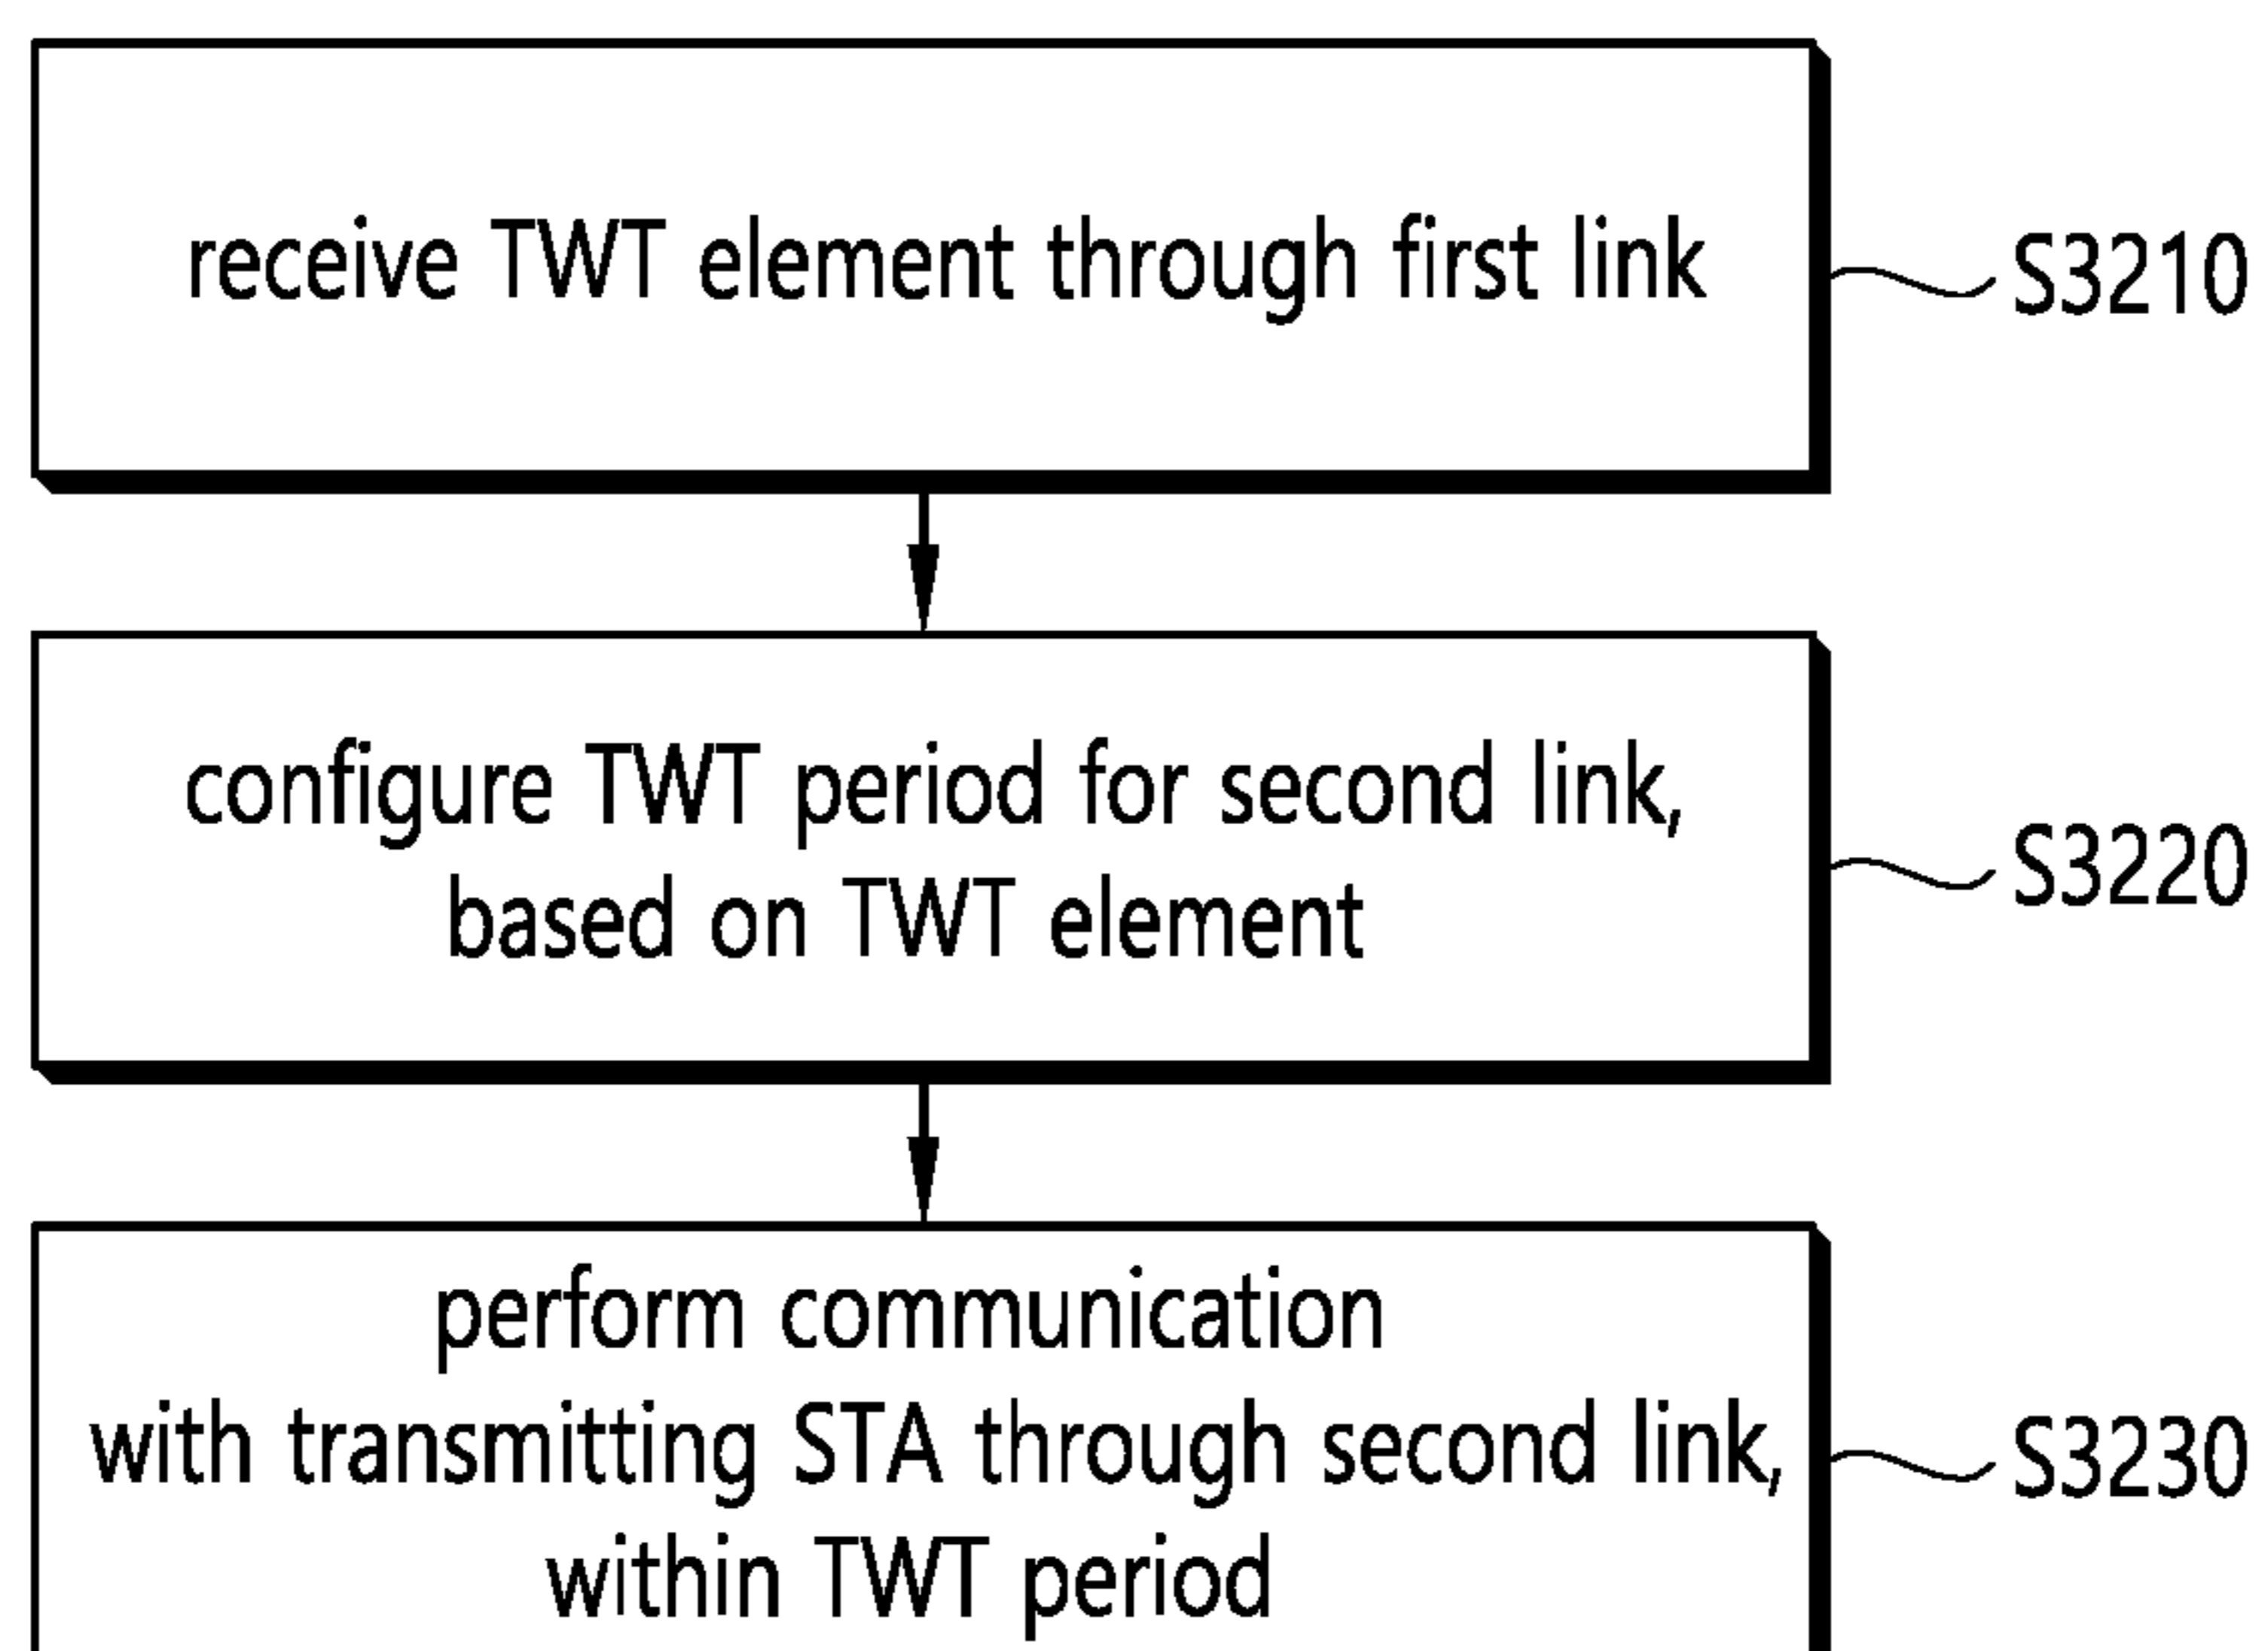 receive TWT element through first link
S3210
configure TWT period for second link,
based on TWT element
S3220
perform communication
with transmitting STA through second link,
within TWT period
S3230